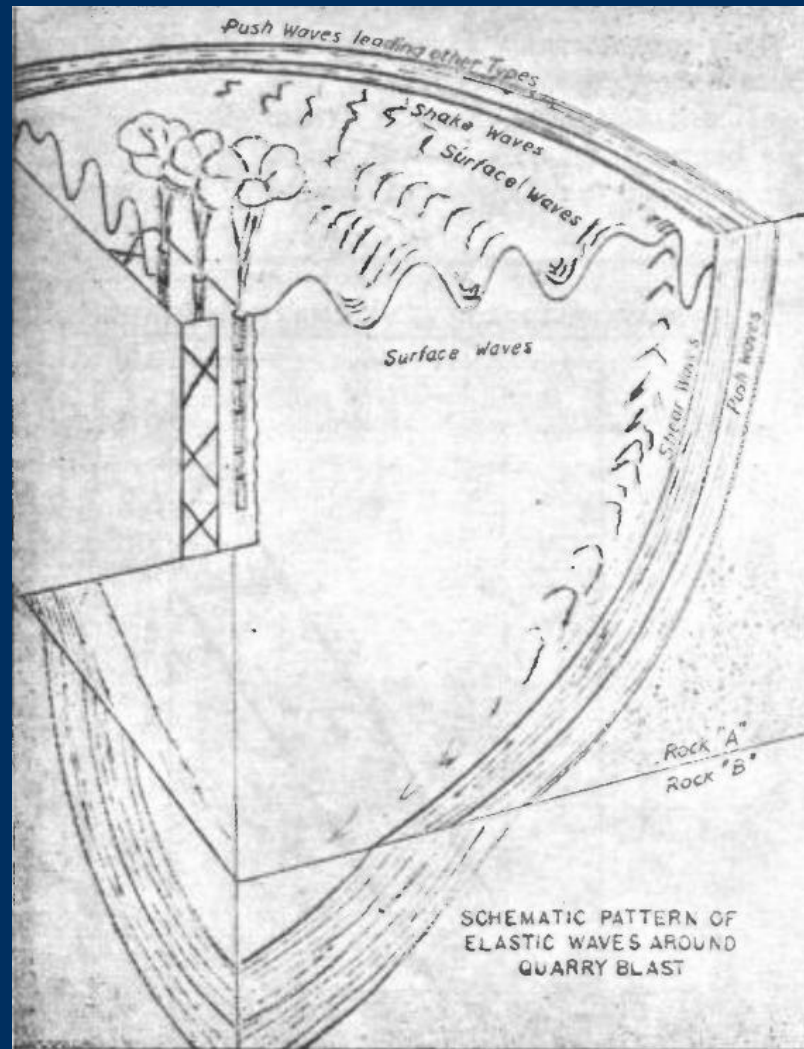 Push Waves leading other Types
Shake Waves
Surface Waves
Surface Waves
Shear Waves
Push Waves
Rock "A"
Rock "B"
SCHEMATIC PATTERN OF
ELASTIC WAVES AROUND
QUARRY BLAST